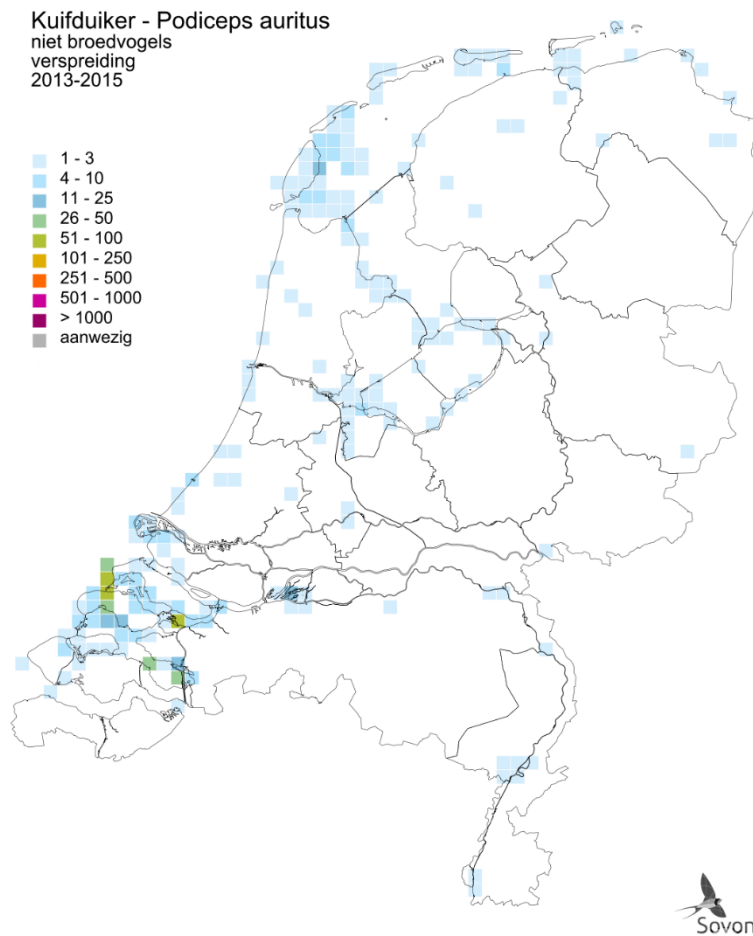 Kuifduiker - Podiceps auritus
niet broedvogels
verspreiding
2013-2015
1 - 3
4 - 10
11 - 25
26 - 50
51 - 100
101 - 250
251 - 500
501 - 1000
> 1000
aanwezig
Sovon